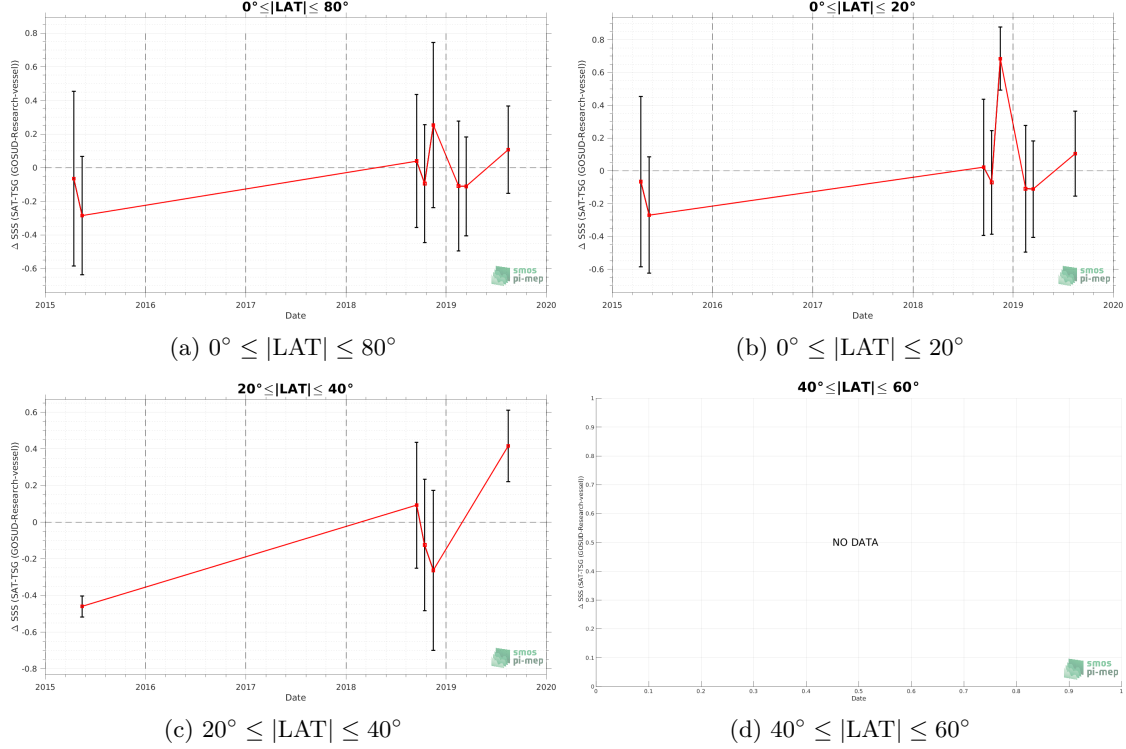 0°≤|LAT|≤ 80°
Δ SSS (SAT-TSG (GOSUD-Research-vessel))
0.8
0.6
0.4
0.2
0
-0.2
-0.4
-0.6
2015 2016 2017 2018 2019 2020
Date
smos
pi-mep
(a) 0° ≤ |LAT| ≤ 80°
0°≤|LAT|≤ 20°
Δ SSS (SAT-TSG (GOSUD-Research-vessel))
0.8
0.6
0.4
0.2
0
-0.2
-0.4
-0.6
2015 2016 2017 2018 2019 2020
Date
smos
pi-mep
(b) 0° ≤ |LAT| ≤ 20°
20°≤|LAT|≤ 40°
Δ SSS (SAT-TSG (GOSUD-Research-vessel))
0.6
0.4
0.2
0
-0.2
-0.4
-0.6
-0.8
2015 2016 2017 2018 2019 2020
Date
smos
pi-mep
(c) 20° ≤ |LAT| ≤ 40°
40°≤|LAT|≤ 60°
Δ SSS (SAT-TSG (GOSUD-Research-vessel))
1
0.9
0.8
0.7
0.6
0.5
0.4
0.3
0.2
0.1
0
NO DATA
0 0.1 0.2 0.3 0.4 0.5 0.6 0.7 0.8 0.9 1
Date
smos
pi-mep
(d) 40° ≤ |LAT| ≤ 60°